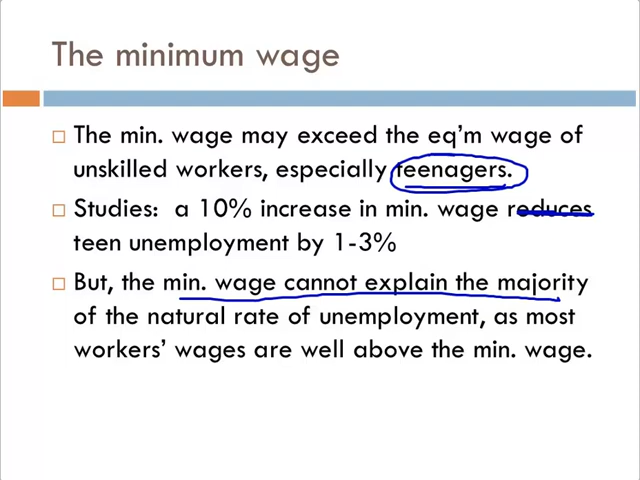 The minimum wage
The min. wage may exceed the eq'm wage of
unskilled workers, especially teenagers.
Studies: a 10% increase in min. wage reduces
teen unemployment by 1-3%
But, the min. wage cannot explain the majority
of the natural rate of unemployment, as most
workers' wages are well above the min. wage.